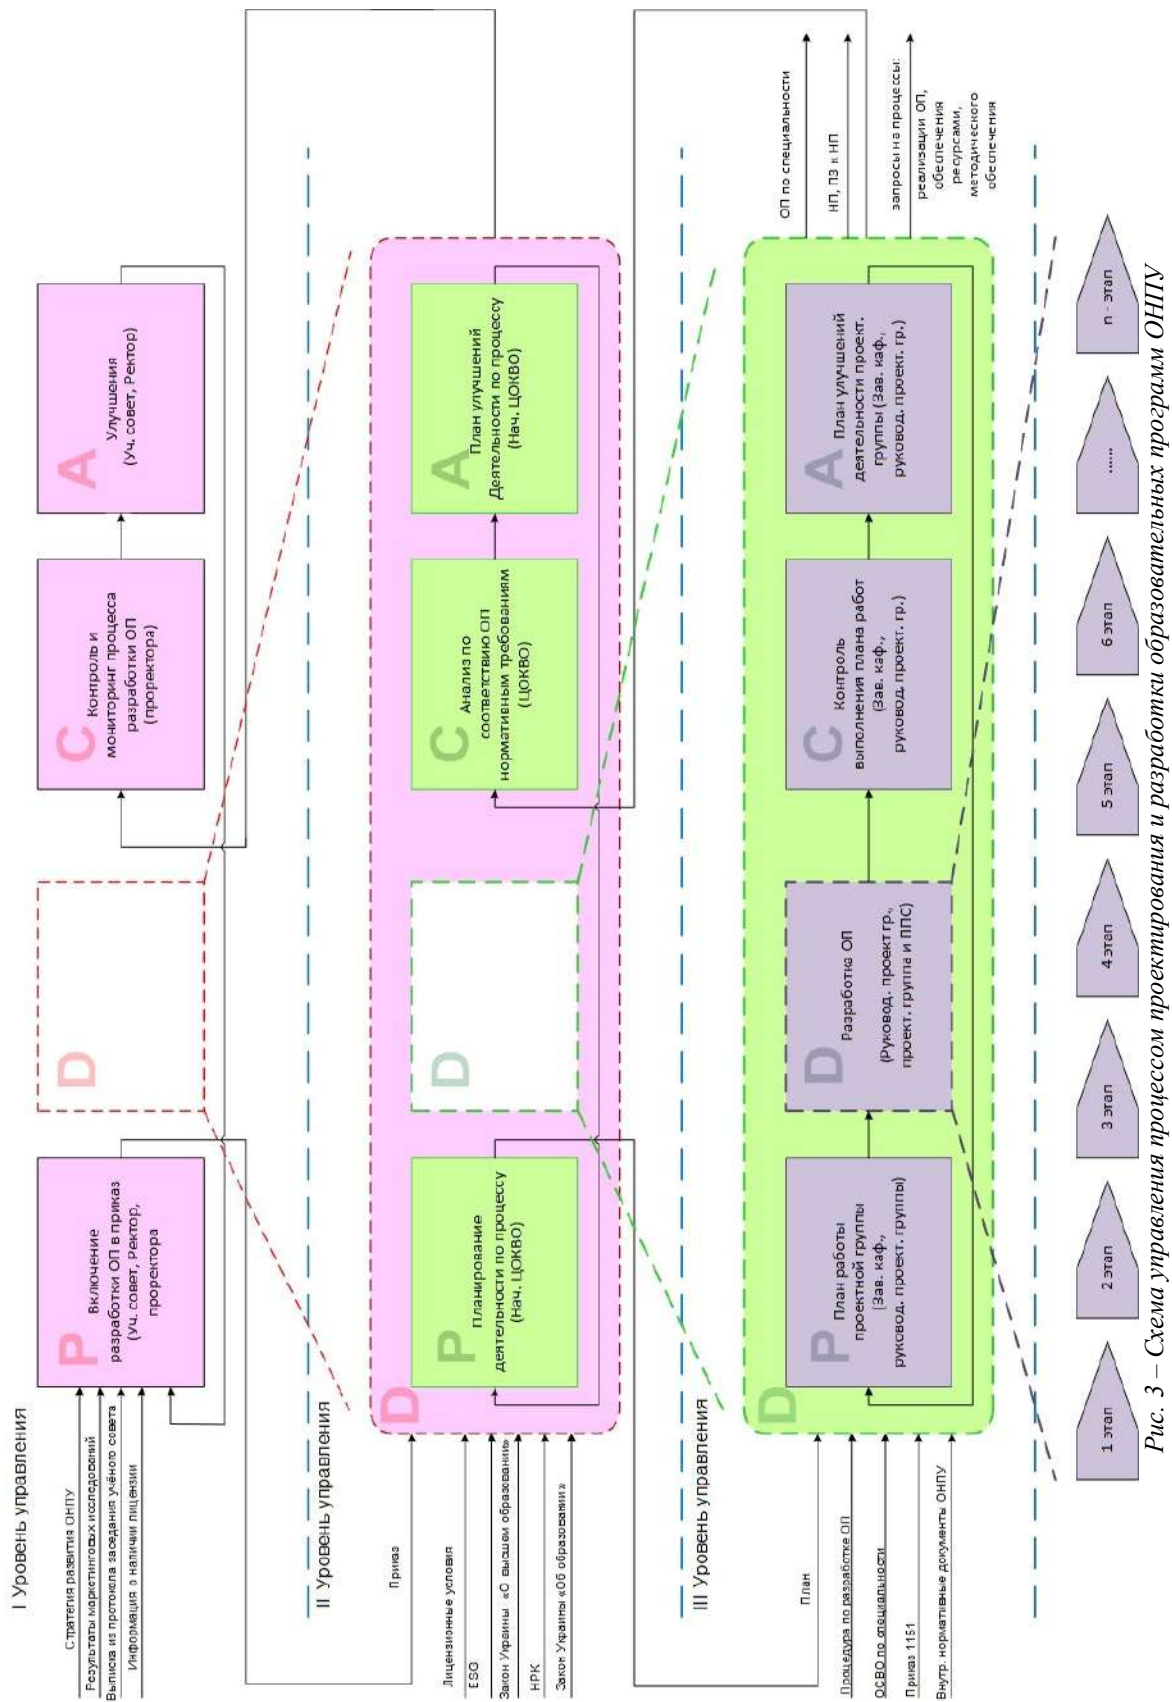 I Уровень управления
Стратегия развития ОНПУ
Результаты маркетинговых исследований
Выписка из протокола заседания учёного совета
Информация о наличии лицензии
P
Включение
разработки ОП в приказ
(Уч. совет, Ректор,
проректора
D
C
Контроль и
мониторинг процесса
разработки ОП
(проректора)
A
Улучшения
(Уч. совет, Ректор)
II Уровень управления
Приказ
Лицензионные условия
ESG
Закон Украины «О высшем образовании»
НРК
Закон Украины «Об образовании»
D
P
Планирование
деятельности по процессу
(Нач. ЦОКВО)
D
C
Анализ по
соответствию ОП
нормативным требованиям
(ЦОКВО)
A
План улучшений
Деятельности по процессу
(Нач. ЦОКВО)
III Уровень управления
План
Процедура по разработке ОП
ОСВО по специальности
Приказ 1151
Внутр. нормативные документы ОНПУ
D
P
План работы
проектной группы
(Зав. каф.,
руковод. проект. группы)
D
Разработка ОП
(Руковод. проект гр.,
проект. группа и ППС)
C
Контроль
выполнения плана работ
(Зав. каф.,
руковод. проект. гр.)
A
План улучшений
деятельности проект.
группы (Зав. каф.,
руковод. проект. гр.)
ОП по специальности
НП, ПЗ к НП
запросы на процессы:
реализации ОП,
обеспечения
ресурсами,
методического
обеспечения
1 этап
2 этап
3 этап
4 этап
5 этап
6 этап
......
n - этап
Рис. 3 – Схема управления процессом проектирования и разработки образовательных программ ОНПУ